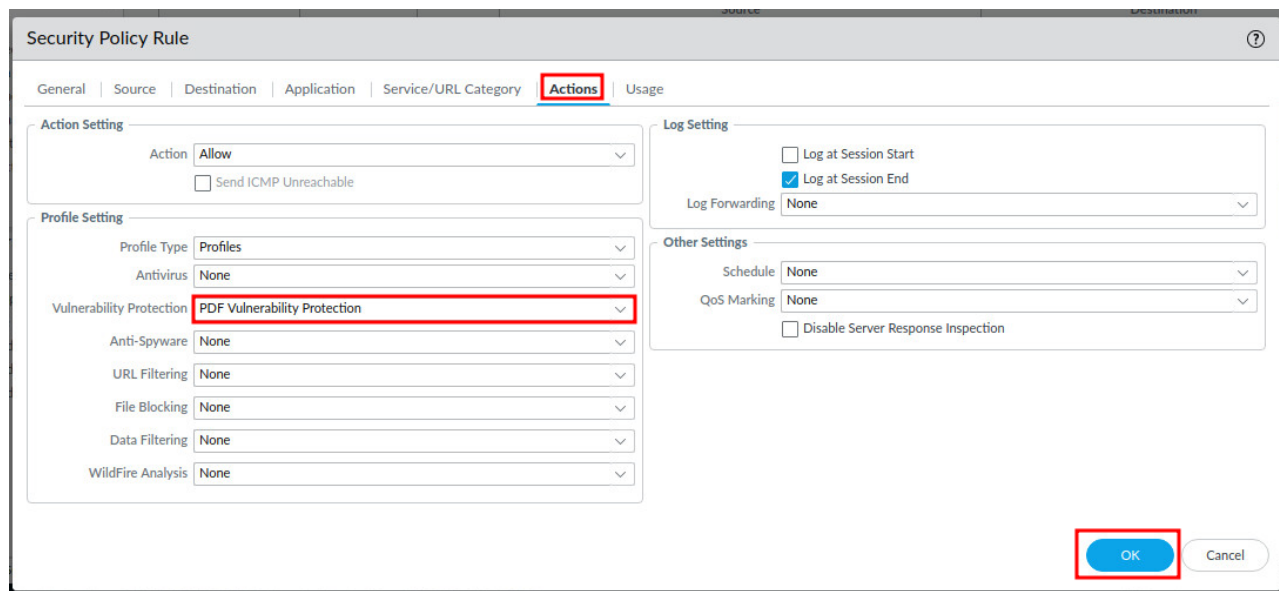 Source Destination
Security Policy Rule
General Source Destination Application Service/URL Category Actions Usage
Action Setting
Action Allow
Send ICMP Unreachable
Profile Setting
Profile Type Profiles
Antivirus None
Vulnerability Protection PDF Vulnerability Protection
Anti-Spyware None
URL Filtering None
File Blocking None
Data Filtering None
WildFire Analysis None
Log Setting
Log at Session Start
Log at Session End
Log Forwarding None
Other Settings
Schedule None
QoS Marking None
Disable Server Response Inspection
OK Cancel